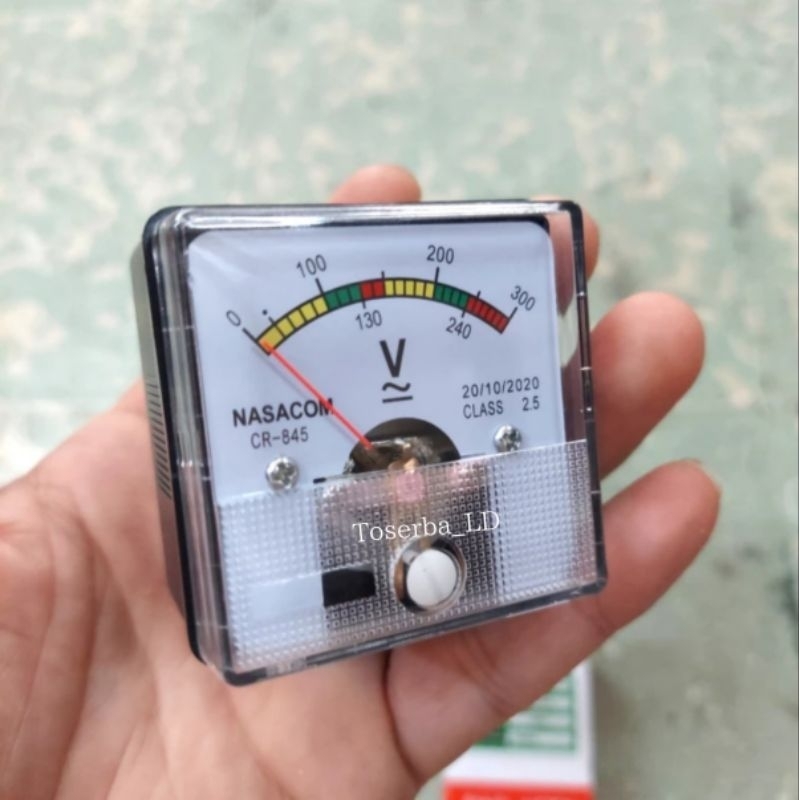 0 100 200 300
130 240
V
~
NASACOM
CR-845
20/10/2020
CLASS 2.5
Toserba_LD